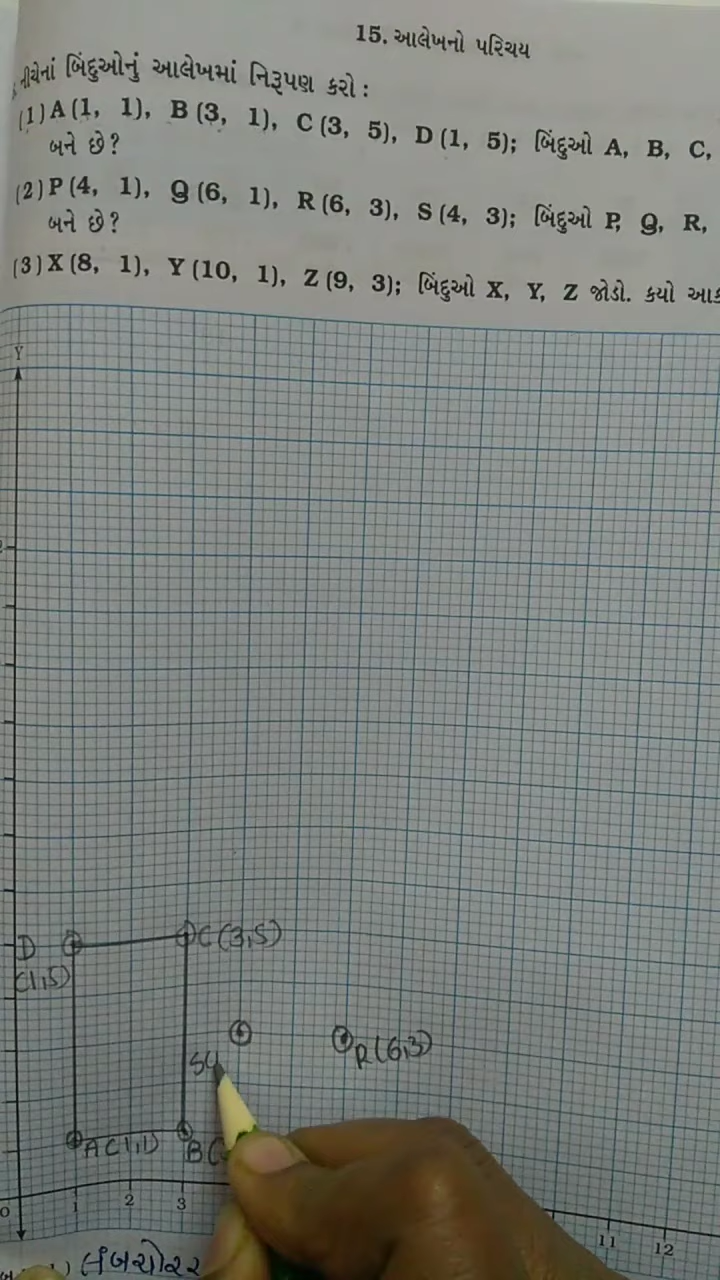 15. આલેખનો પરિચય
નીચેનાં બિંદુઓનું આલેખમાં નિરૂપણ કરો :
(1) A (1, 1), B (3, 1), C (3, 5), D (1, 5); બિંદુઓ A, B, C,
બને છે?
(2) P (4, 1), Q (6, 1), R (6, 3), S (4, 3); બિંદુઓ P, Q, R,
બને છે?
(3) X (8, 1), Y (10, 1), Z (9, 3); બિંદુઓ X, Y, Z જોડો. કયો
Y
D
C (3,5)
(1,5)
R (6,3)
S(
A (1,1)
B (
0 1 2 3 11 12
લંબચોરસ